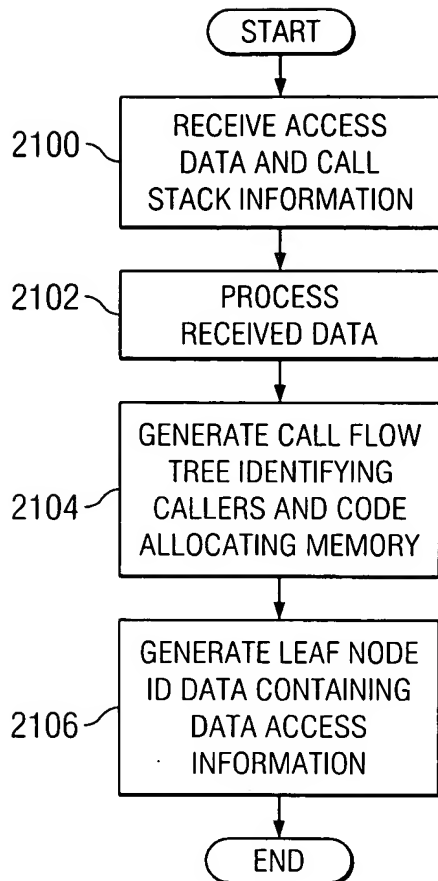 START
2100
RECEIVE ACCESS
DATA AND CALL
STACK INFORMATION
2102
PROCESS
RECEIVED DATA
2104
GENERATE CALL FLOW
TREE IDENTIFYING
CALLERS AND CODE
ALLOCATING MEMORY
2106
GENERATE LEAF NODE
ID DATA CONTAINING
DATA ACCESS
INFORMATION
END